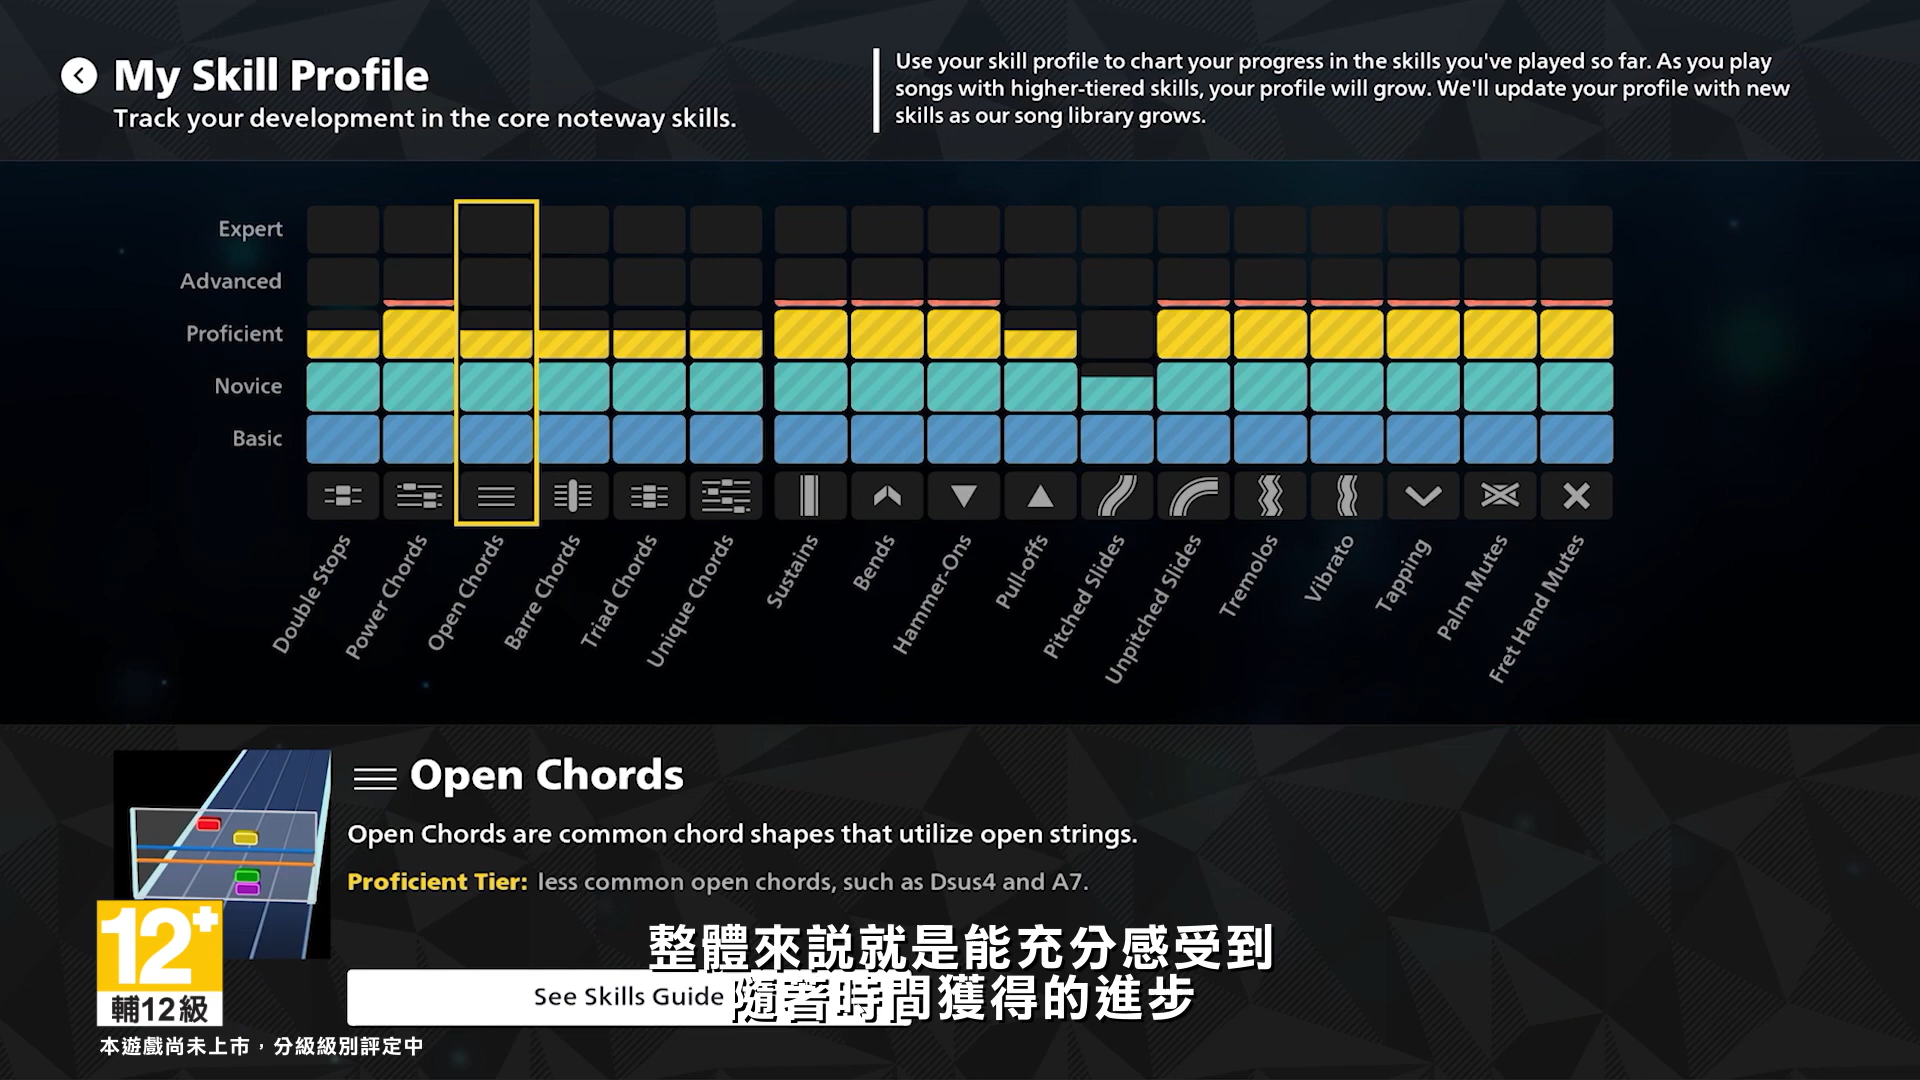 My Skill Profile
Track your development in the core noteway skills.
Use your skill profile to chart your progress in the skills you've played so far. As you play
songs with higher-tiered skills, your profile will grow. We'll update your profile with new
skills as our song library grows.
Expert
Advanced
Proficient
Novice
Basic
Double Stops
Power Chords
Open Chords
Barre Chords
Triad Chords
Unique Chords
Sustains
Bends
Hammer-Ons
Pull-offs
Pitched Slides
Unpitched Slides
Tremolos
Vibrato
Tapping
Palm Mutes
Fret Hand Mutes
Open Chords
Open Chords are common chord shapes that utilize open strings.
Proficient Tier: less common open chords, such as Dsus4 and A7.
整體來說就是能充分感受到
隨著時間獲得的進步
See Skills Guide
12+
輔12級
本遊戲尚未上市，分級級別評定中